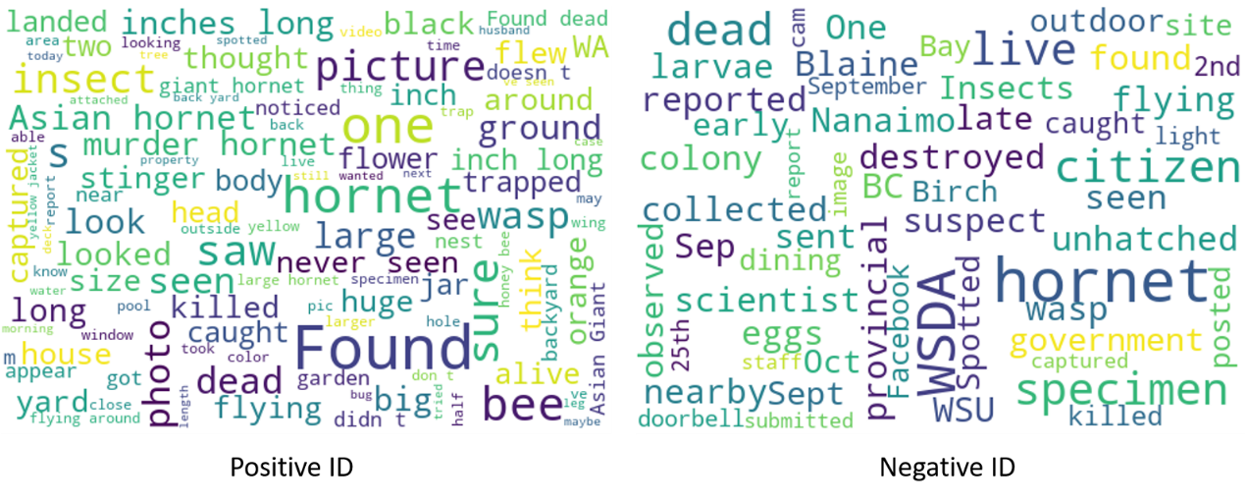 landed inches long video black Found dead
area two looking spotted time husband
today tree thought picture flew WA
insect giant hornet doesn t ve seen
attached back yard noticed thing inch around
Asian hornet back one trap ground
able murder hornet flower inch long case
captured yellow jacket s property live still wanted next trapped
report near stinger body hornet may
deck look head outside yellow see wasp wing
looked saw large nest honey bee think orange
know size seen never seen specimen jar backyard
water large hornet huge sure
long pool killed pic hole Asian Giant
morning window photo caught larger
m house took color Found
appear got dead garden don t alive
yard close length flying bug big tried half bee ve leg
flying around didn t maybe
Positive ID
dead cam One outdoor site
larvae Blaine Bay live found 2nd
reported September Insects flying
early Nanaimo late caught light
colony report image destroyed citizen
BC Birch seen
collected suspect
observed Sep sent unhatched
dining provincial hornet
scientist Facebook WSDA Spotted wasp posted
25th eggs government
staff Oct captured
nearby Sept specimen
doorbell submitted WSU killed
Negative ID